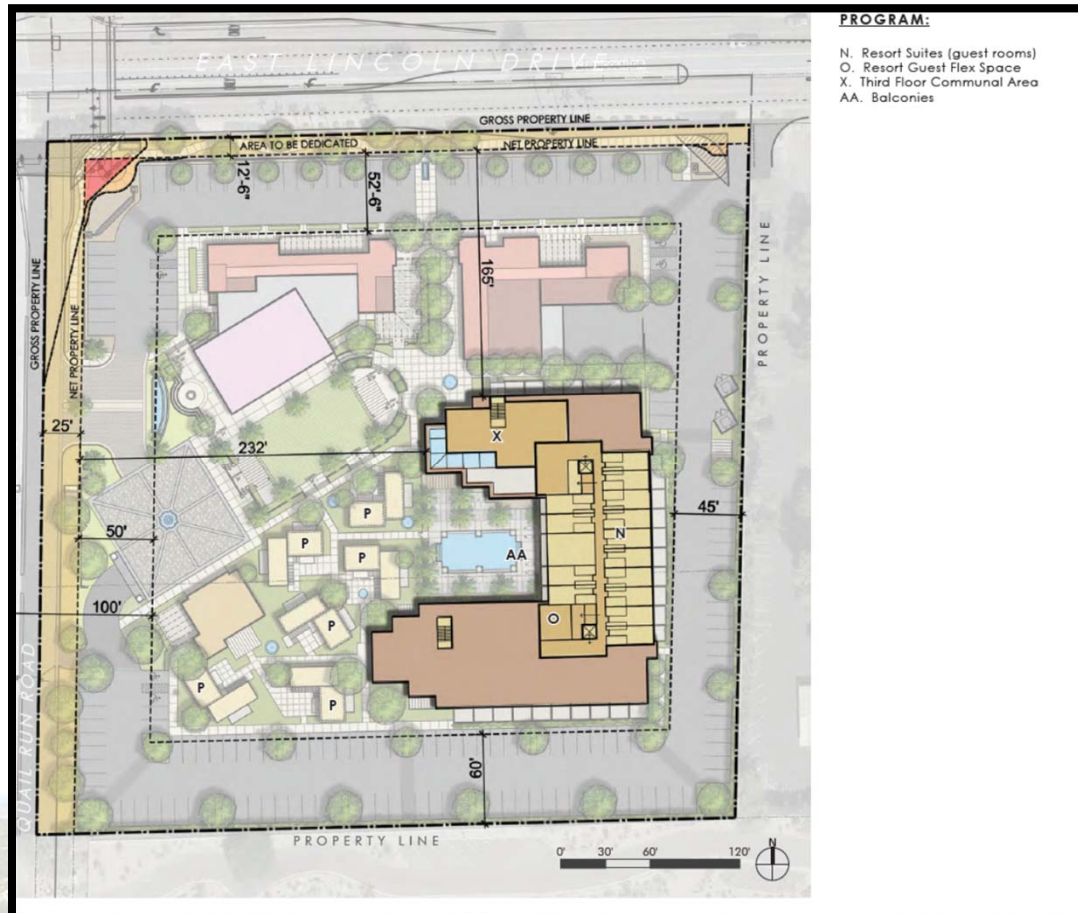 PROGRAM:
N. Resort Suites (guest rooms)
O. Resort Guest Flex Space
X. Third Floor Communal Area
AA. Balconies
EAST LINCOLN DRIVE
GROSS PROPERTY LINE
AREA TO BE DEDICATED
NET PROPERTY LINE
12'-6"
52'-6"
165'
PROPERTY LINE
GROSS PROPERTY LINE
NET PROPERTY LINE
25'
232'
X
P
N
45'
50'
P
P
AA
100'
P
O
P
P
QUAIL RUN ROAD
60'
PROPERTY LINE
0' 30' 60' 120'
N